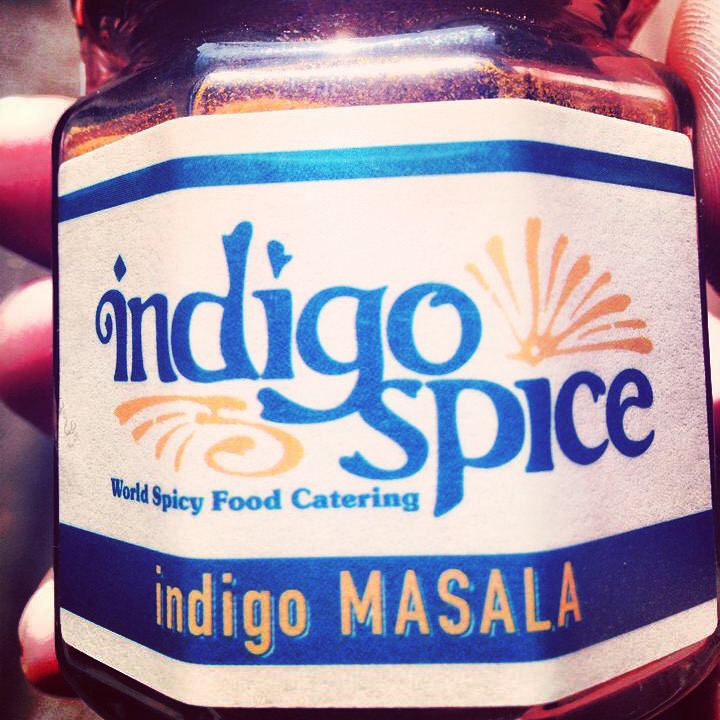 indigo
spice
World Spicy Food Catering
indigo MASALA